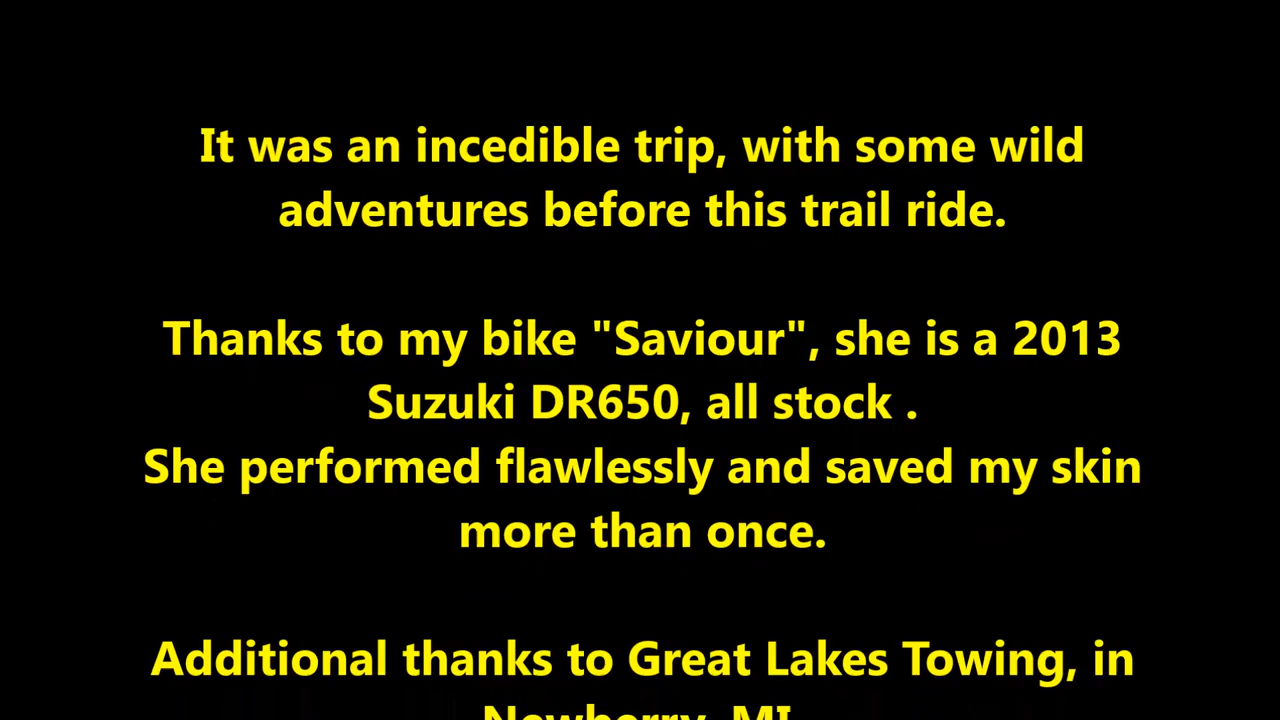 It was an incedible trip, with some wild
adventures before this trail ride.
Thanks to my bike "Saviour", she is a 2013
Suzuki DR650, all stock .
She performed flawlessly and saved my skin
more than once.
Additional thanks to Great Lakes Towing, in
Newberry, MI